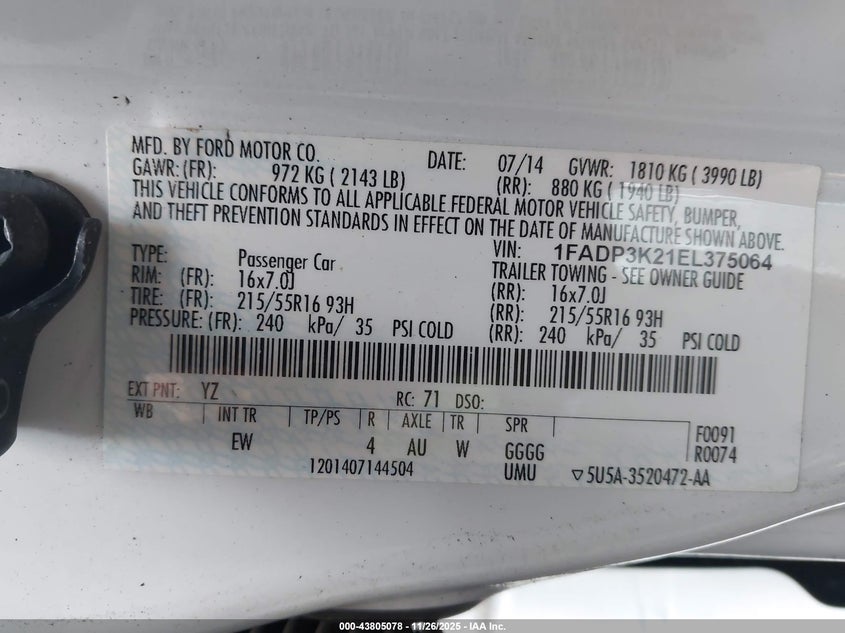 MFD. BY FORD MOTOR CO. DATE: 07/14 GVWR: 1810 KG ( 3990 LB)
GAWR: (FR): 972 KG ( 2143 LB) (RR): 880 KG ( 1940 LB)
THIS VEHICLE CONFORMS TO ALL APPLICABLE FEDERAL MOTOR VEHICLE SAFETY, BUMPER,
AND THEFT PREVENTION STANDARDS IN EFFECT ON THE DATE OF MANUFACTURE SHOWN ABOVE.
VIN: 1FADP3K21EL375064
TYPE: Passenger Car TRAILER TOWING - SEE OWNER GUIDE
RIM: (FR): 16x7.0J (RR): 16x7.0J
TIRE: (FR): 215/55R16 93H (RR): 215/55R16 93H
PRESSURE: (FR): 240 kPa/ 35 PSI COLD (RR): 240 kPa/ 35 PSI COLD
EXT PNT: YZ RC: 71 DSO:
WB INT TR TP/PS R AXLE TR SPR F0091
EW 4 AU W GGGG R0074
1201407144504 UMU ▽5U5A-3520472-AA
000-43805078 - 11/26/2025 - IAA Inc.